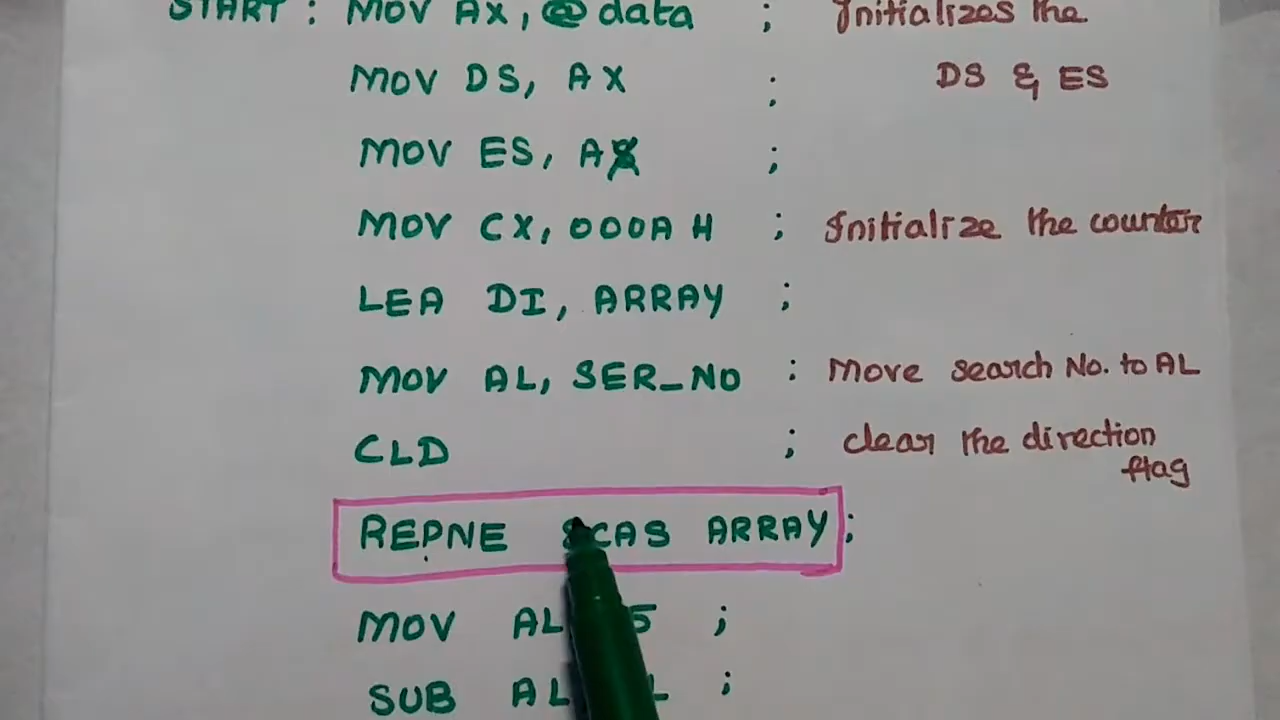 START : MOV AX, @data ; Initializes the
MOV DS, AX ; DS & ES
MOV ES, AX ;
MOV CX, 000A H ; Initialize the counter
LEA DI, ARRAY ;
MOV AL, SER_NO : Move search No. to AL
CLD ; clear the direction
flag
REPNE SCAS ARRAY ;
MOV AL 5 ;
SUB AL L ;